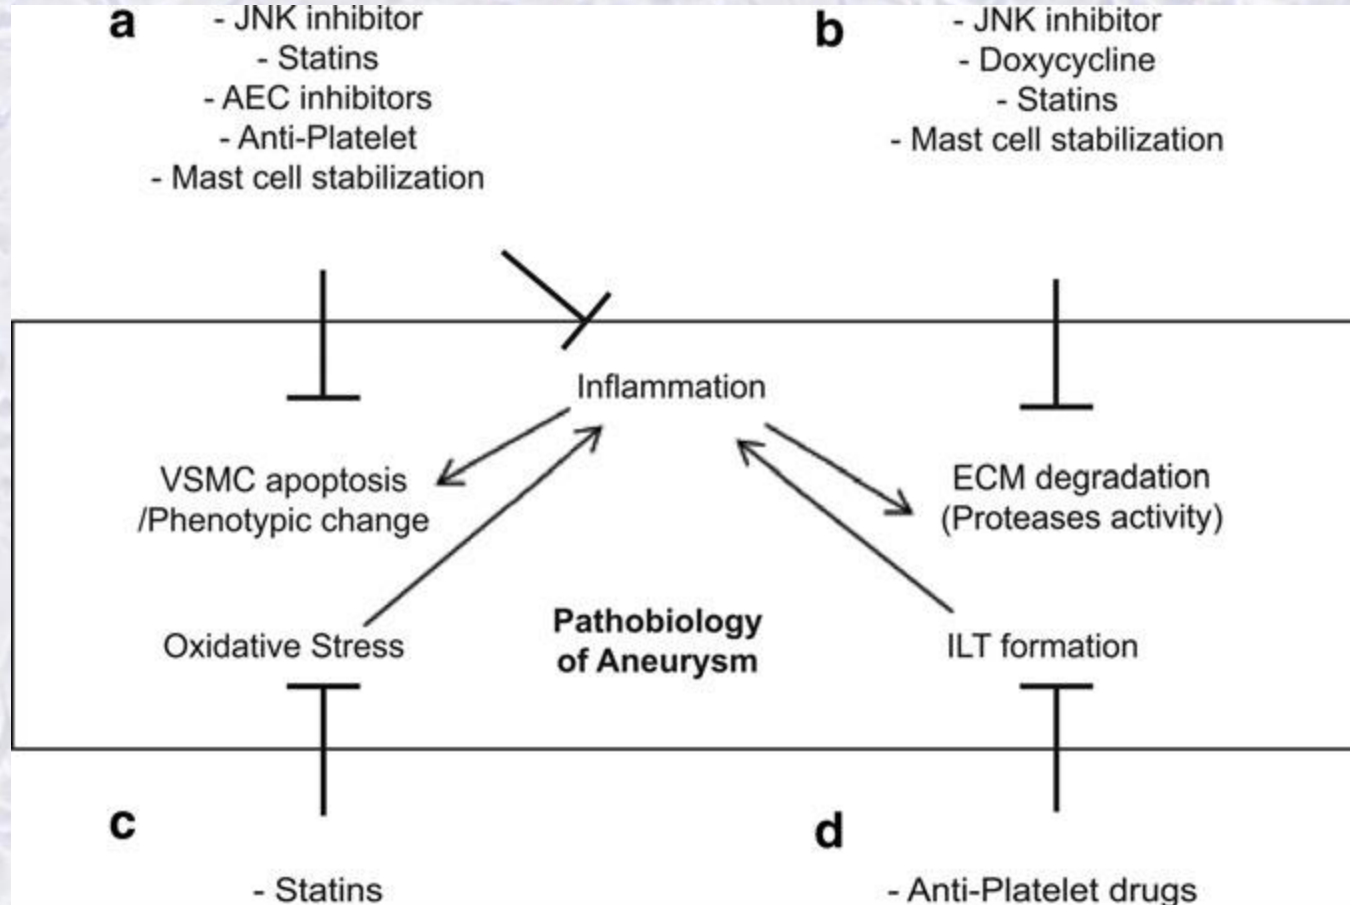 a
- JNK inhibitor
- Statins
- AEC inhibitors
- Anti-Platelet
- Mast cell stabilization
b
- JNK inhibitor
- Doxycycline
- Statins
- Mast cell stabilization
Inflammation
VSMC apoptosis
/Phenotypic change
ECM degradation
(Proteases activity)
Oxidative Stress
Pathobiology
of Aneurysm
ILT formation
c
- Statins
d
- Anti-Platelet drugs